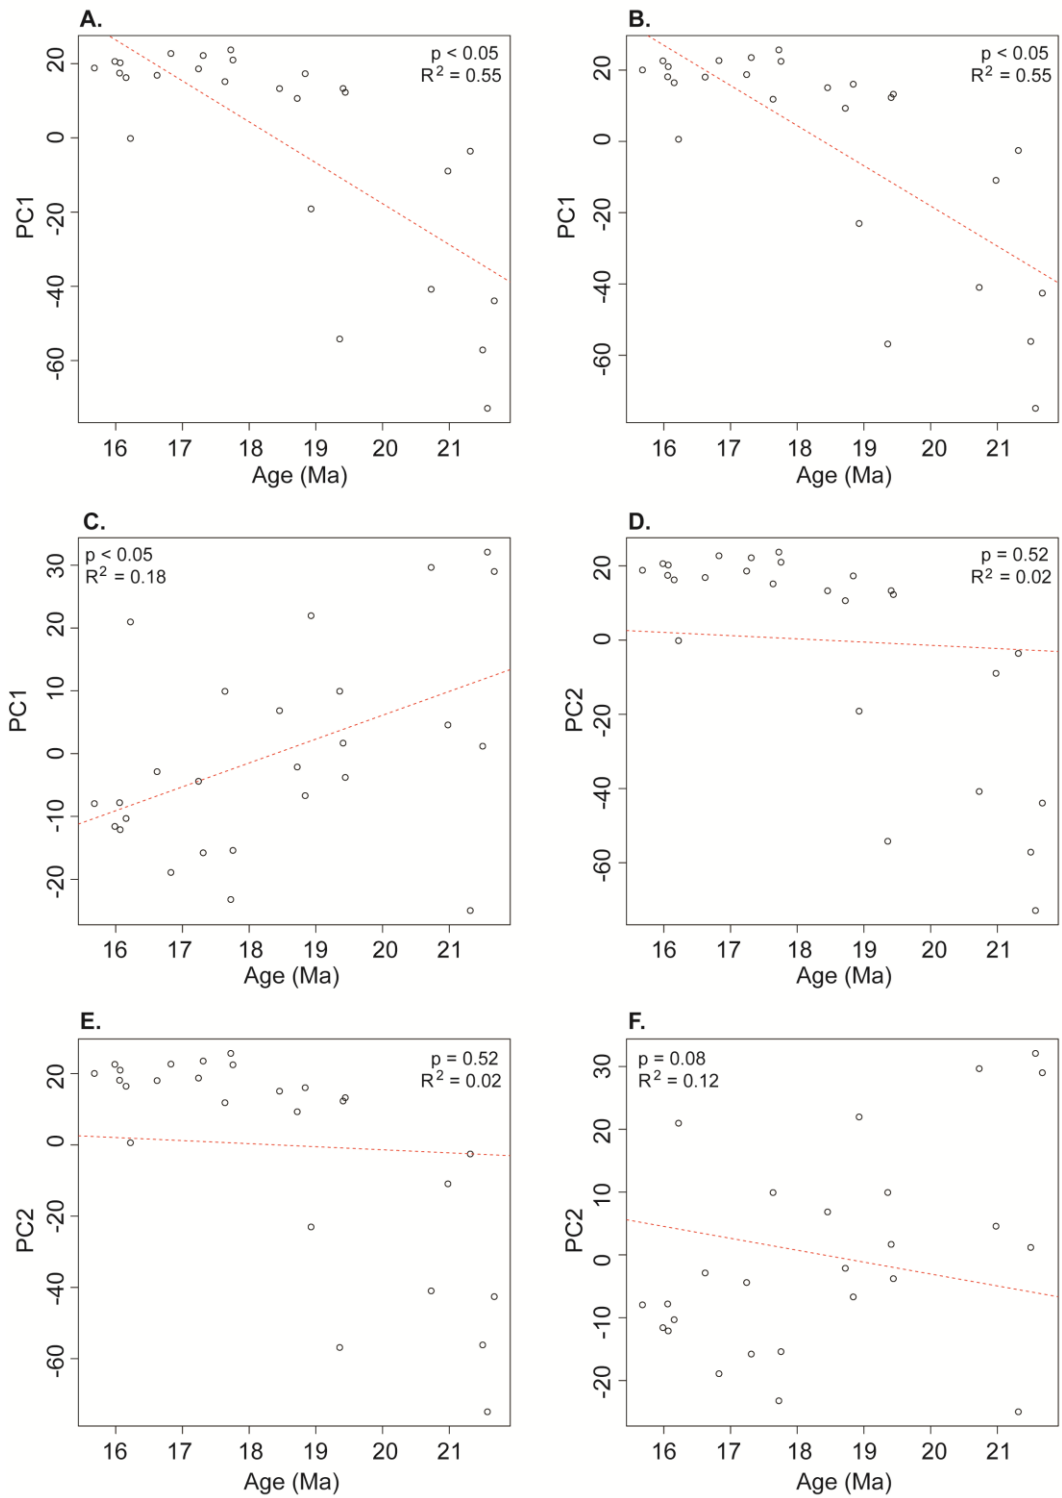 A.
p < 0.05
R² = 0.55
20
0
-20
-40
-60
PC1
16 17 18 19 20 21
Age (Ma)
B.
p < 0.05
R² = 0.55
20
0
-20
-40
-60
PC1
16 17 18 19 20 21
Age (Ma)
C.
p < 0.05
R² = 0.18
30
20
10
0
-10
-20
PC1
16 17 18 19 20 21
Age (Ma)
D.
p = 0.52
R² = 0.02
20
0
-20
-40
-60
PC2
16 17 18 19 20 21
Age (Ma)
E.
p = 0.52
R² = 0.02
20
0
-20
-40
-60
PC2
16 17 18 19 20 21
Age (Ma)
F.
p = 0.08
R² = 0.12
30
20
10
0
-10
-20
PC2
16 17 18 19 20 21
Age (Ma)